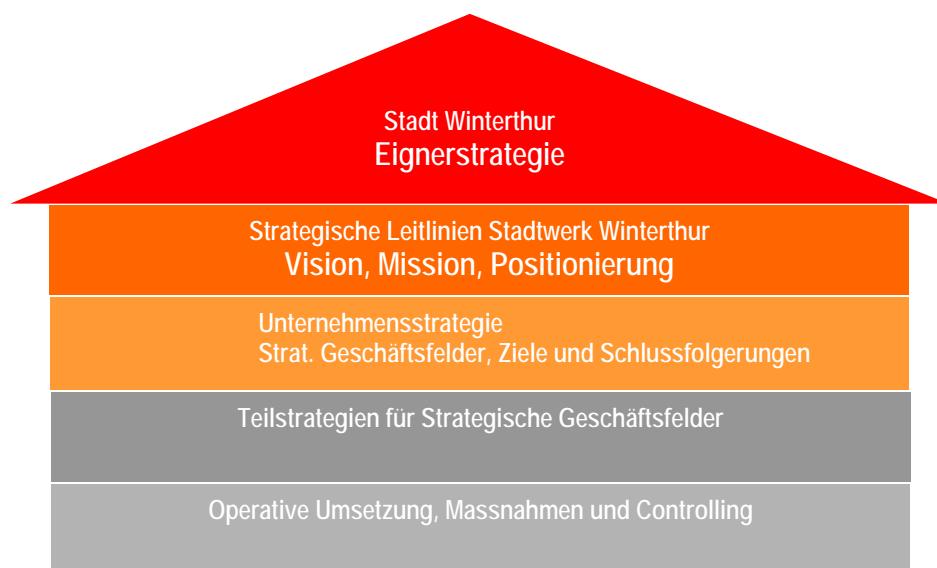 Stadt Winterthur
Eignerstrategie
Strategische Leitlinien Stadtwerk Winterthur
Vision, Mission, Positionierung
Unternehmensstrategie
Strat. Geschäftsfelder, Ziele und Schlussfolgerungen
Teilstrategien für Strategische Geschäftsfelder
Operative Umsetzung, Massnahmen und Controlling